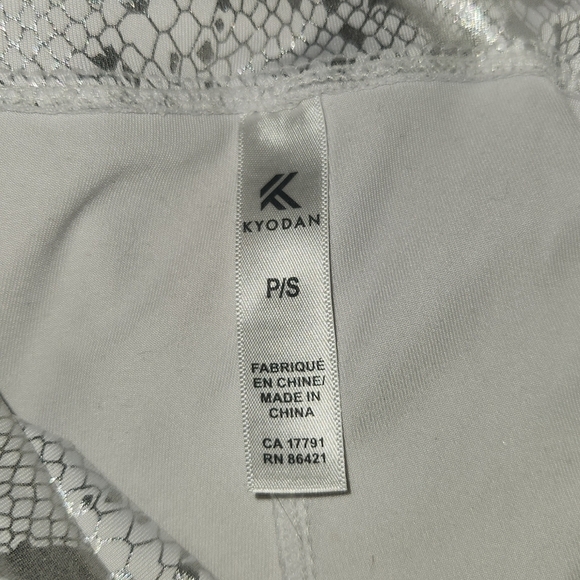 KYODAN
P/S
FABRIQUÉ
EN CHINE/
MADE IN
CHINA
CA 17791
RN 86421